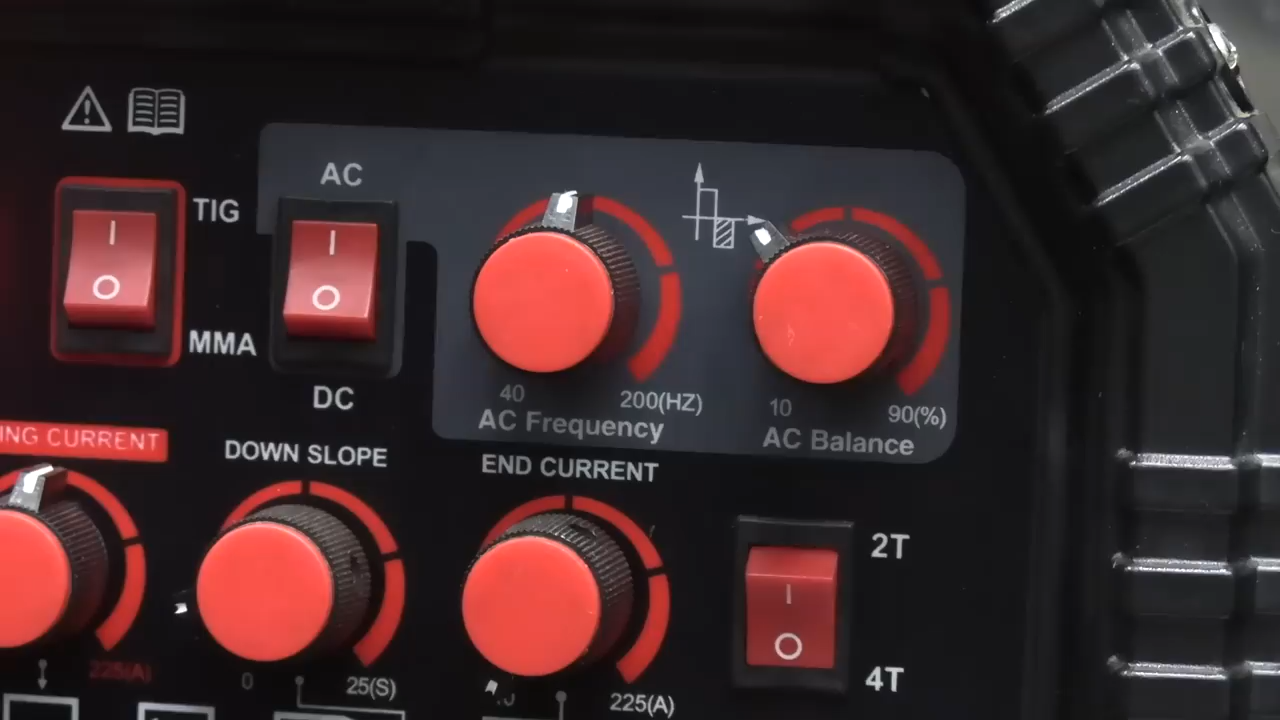 AC
TIG
I
I
O
O
MMA
DC
40
200(HZ)
AC Frequency
10
90(%)
AC Balance
ING CURRENT
DOWN SLOPE
END CURRENT
2T
I
O
4T
225(A)
0
25(S)
225(A)